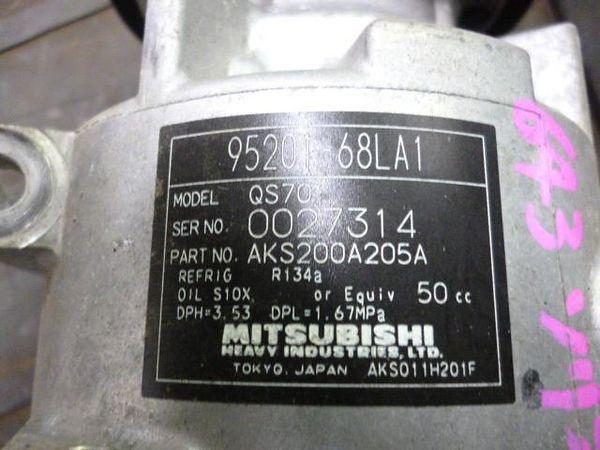 95201-68LA1
MODEL QS70
SER NO. 0027314
PART NO. AKS200A205A
REFRIG R134a
OIL S10X, or Equiv 50 cc
DPH=3.53 DPL=1.67MPa
MITSUBISHI
HEAVY INDUSTRIES, LTD.
TOKYO, JAPAN AKS011H201F
643